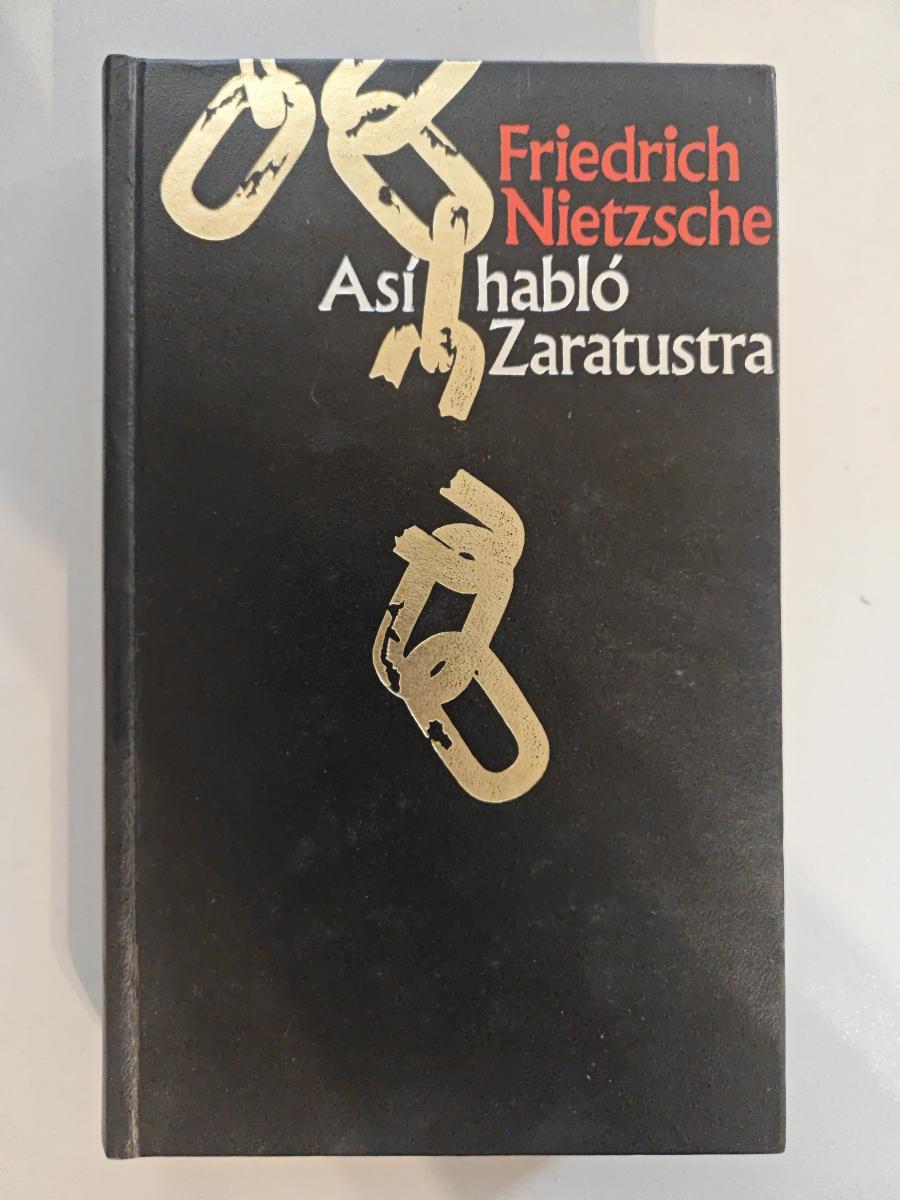 Friedrich
Nietzsche
Así habló
Zaratustra